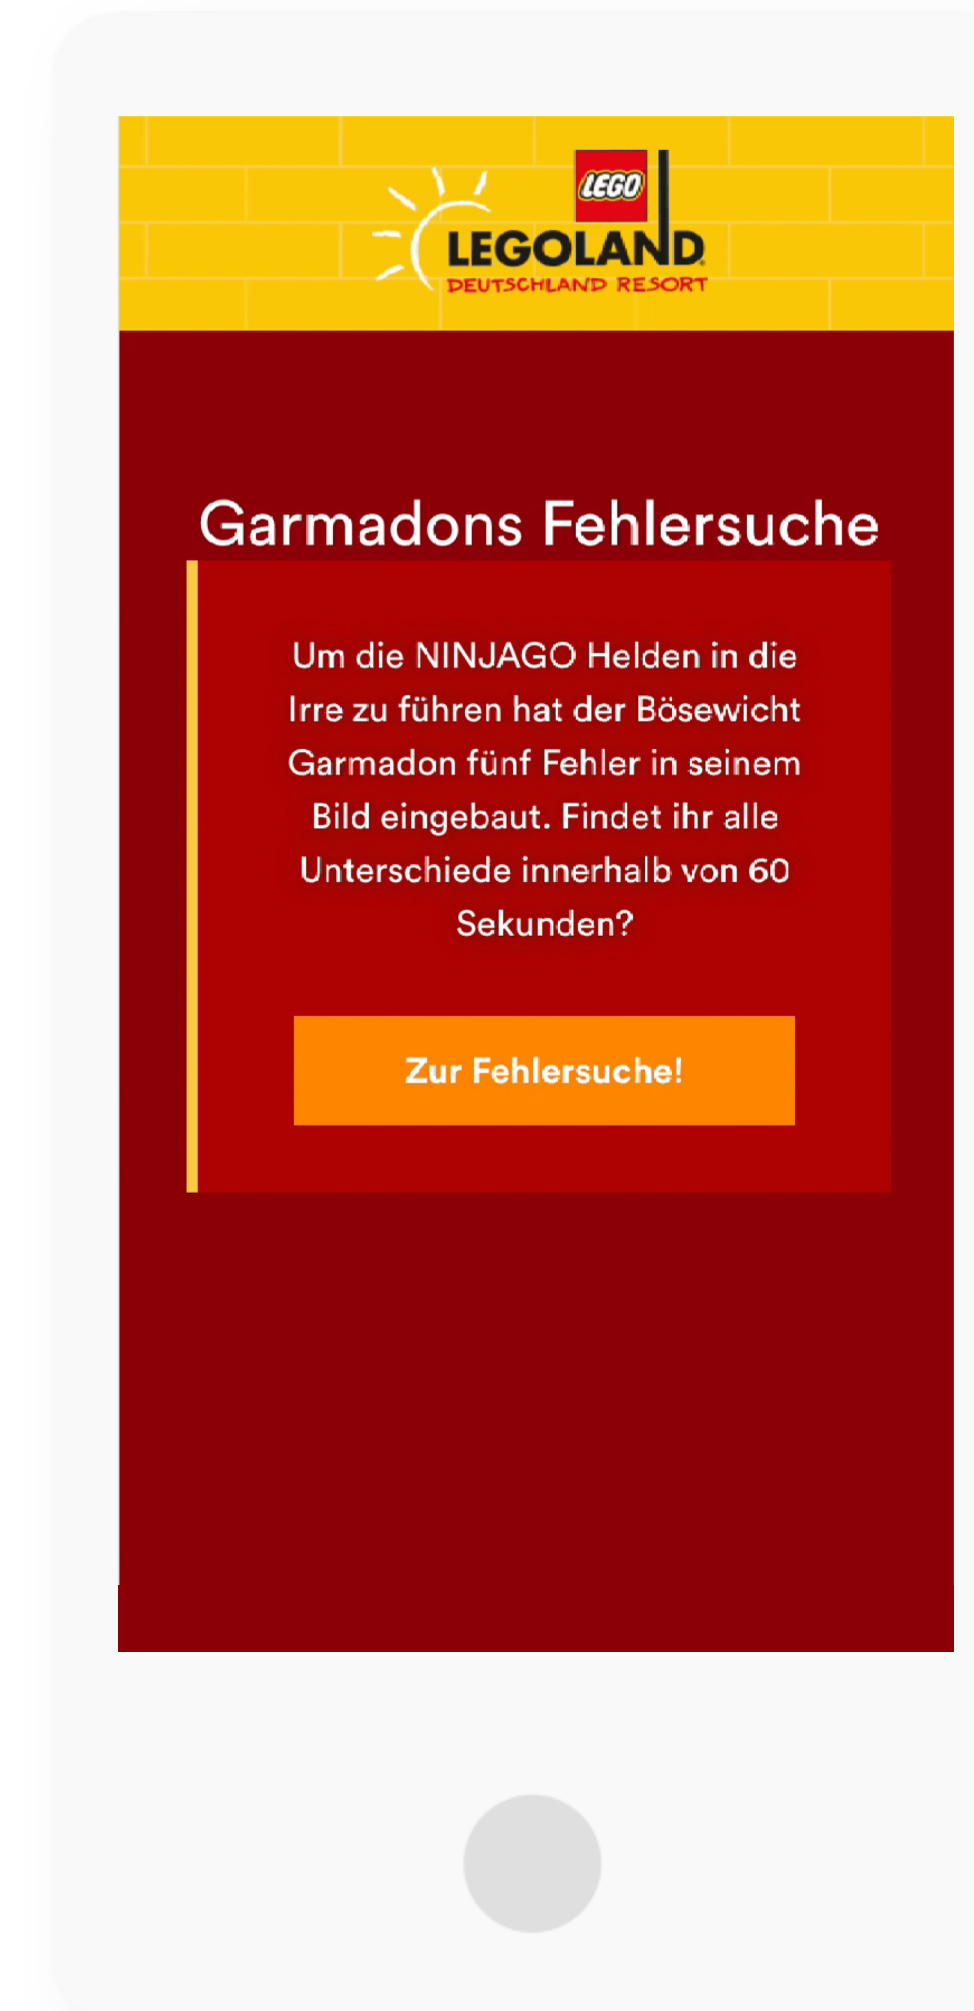 LEGO
LEGOLAND
DEUTSCHLAND RESORT
Garmadons Fehlersuche
Um die NINJAGO Helden in die
Irre zu führen hat der Bösewicht
Garmadon fünf Fehler in seinem
Bild eingebaut. Findet ihr alle
Unterschiede innerhalb von 60
Sekunden?
Zur Fehlersuche!